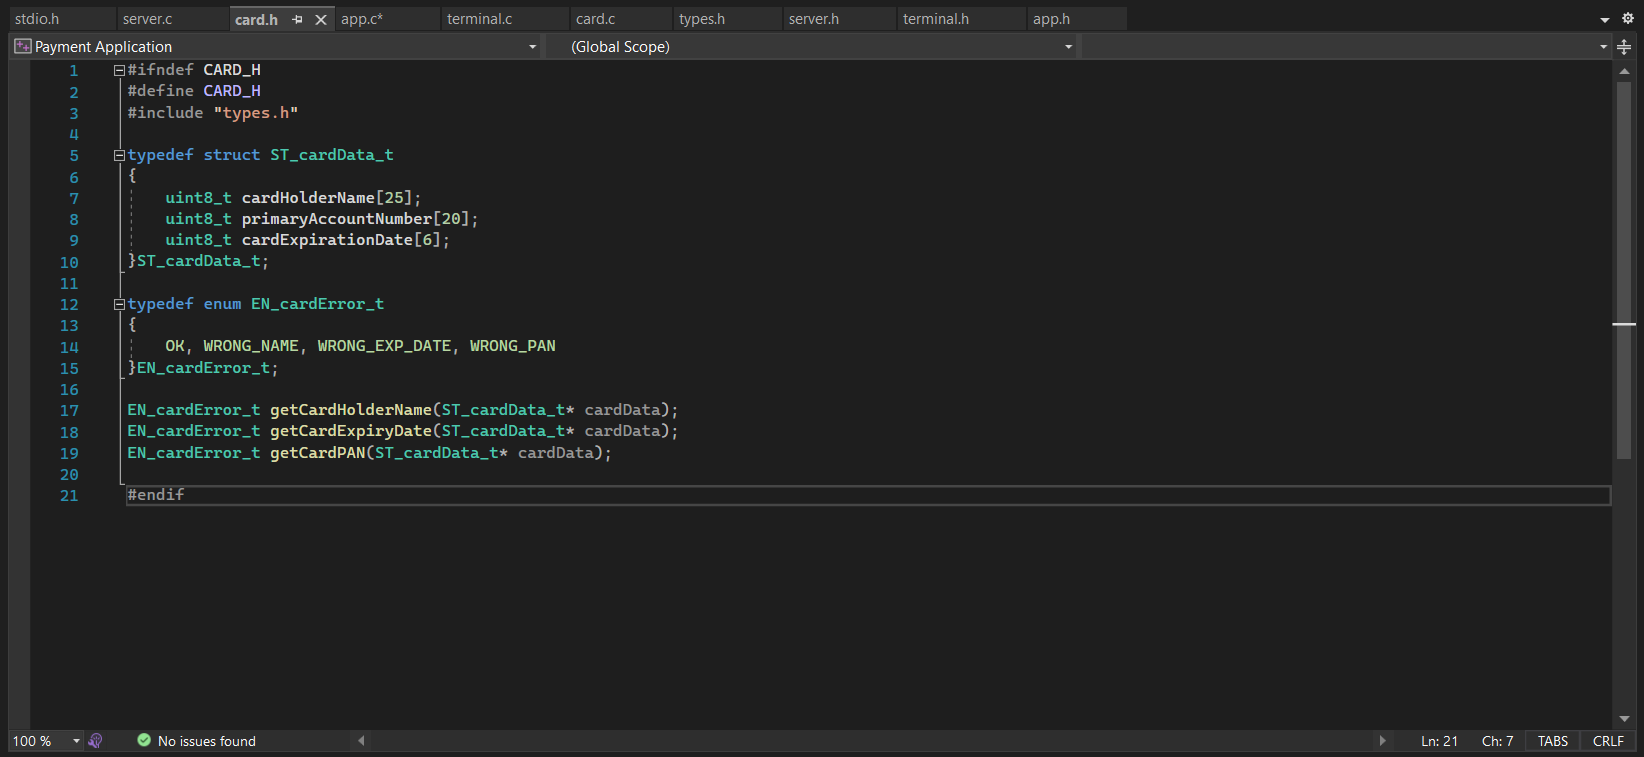 stdio.h server.c card.h app.c* terminal.c card.c types.h server.h terminal.h app.h
Payment Application (Global Scope)
1 #ifndef CARD_H
2 #define CARD_H
3 #include "types.h"
4
5 typedef struct ST_cardData_t
6 {
7 uint8_t cardHolderName[25];
8 uint8_t primaryAccountNumber[20];
9 uint8_t cardExpirationDate[6];
10 }ST_cardData_t;
11
12 typedef enum EN_cardError_t
13 {
14 OK, WRONG_NAME, WRONG_EXP_DATE, WRONG_PAN
15 }EN_cardError_t;
16
17 EN_cardError_t getCardHolderName(ST_cardData_t* cardData);
18 EN_cardError_t getCardExpiryDate(ST_cardData_t* cardData);
19 EN_cardError_t getCardPAN(ST_cardData_t* cardData);
20
21 #endif
100 % No issues found Ln: 21 Ch: 7 TABS CRLF